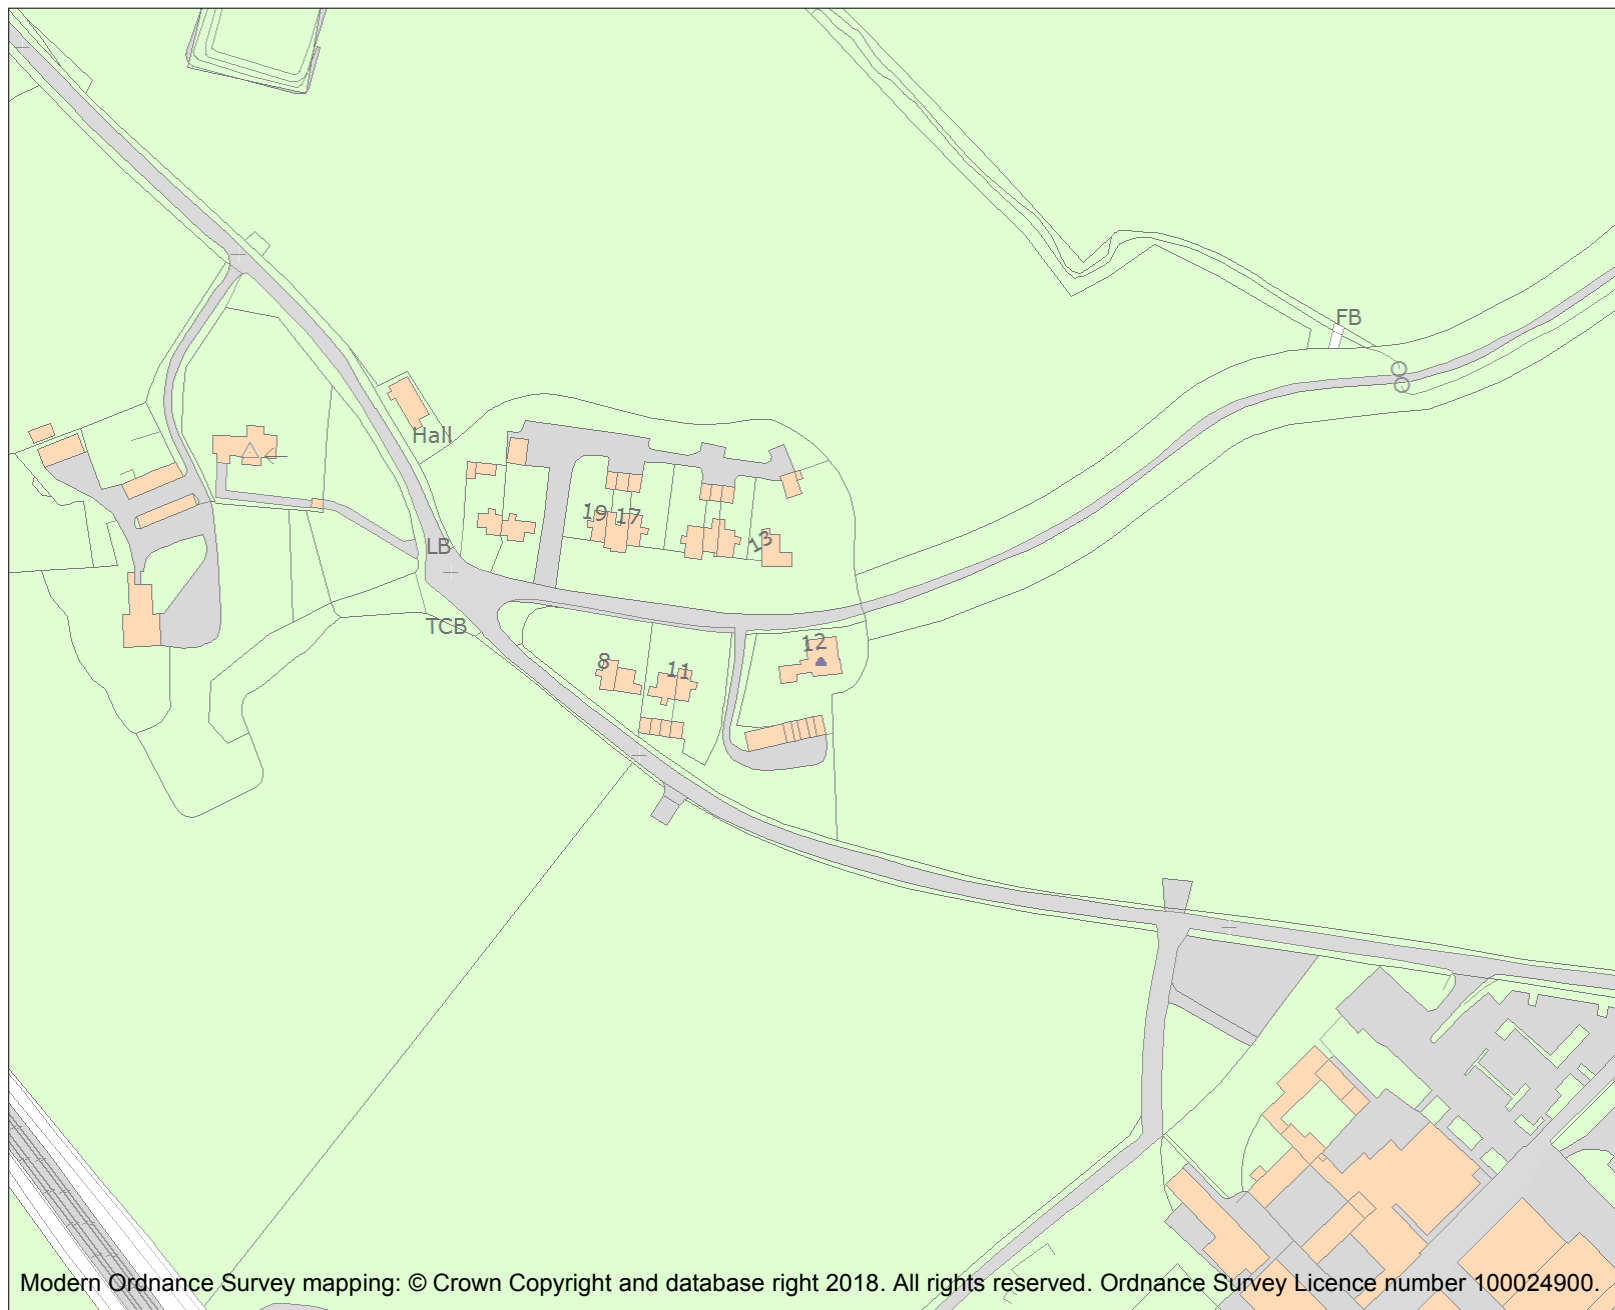 FB
Hall
19 17
13
LB
TCB
12
8
11
Modern Ordnance Survey mapping: © Crown Copyright and database right 2018. All rights reserved. Ordnance Survey Licence number 100024900.